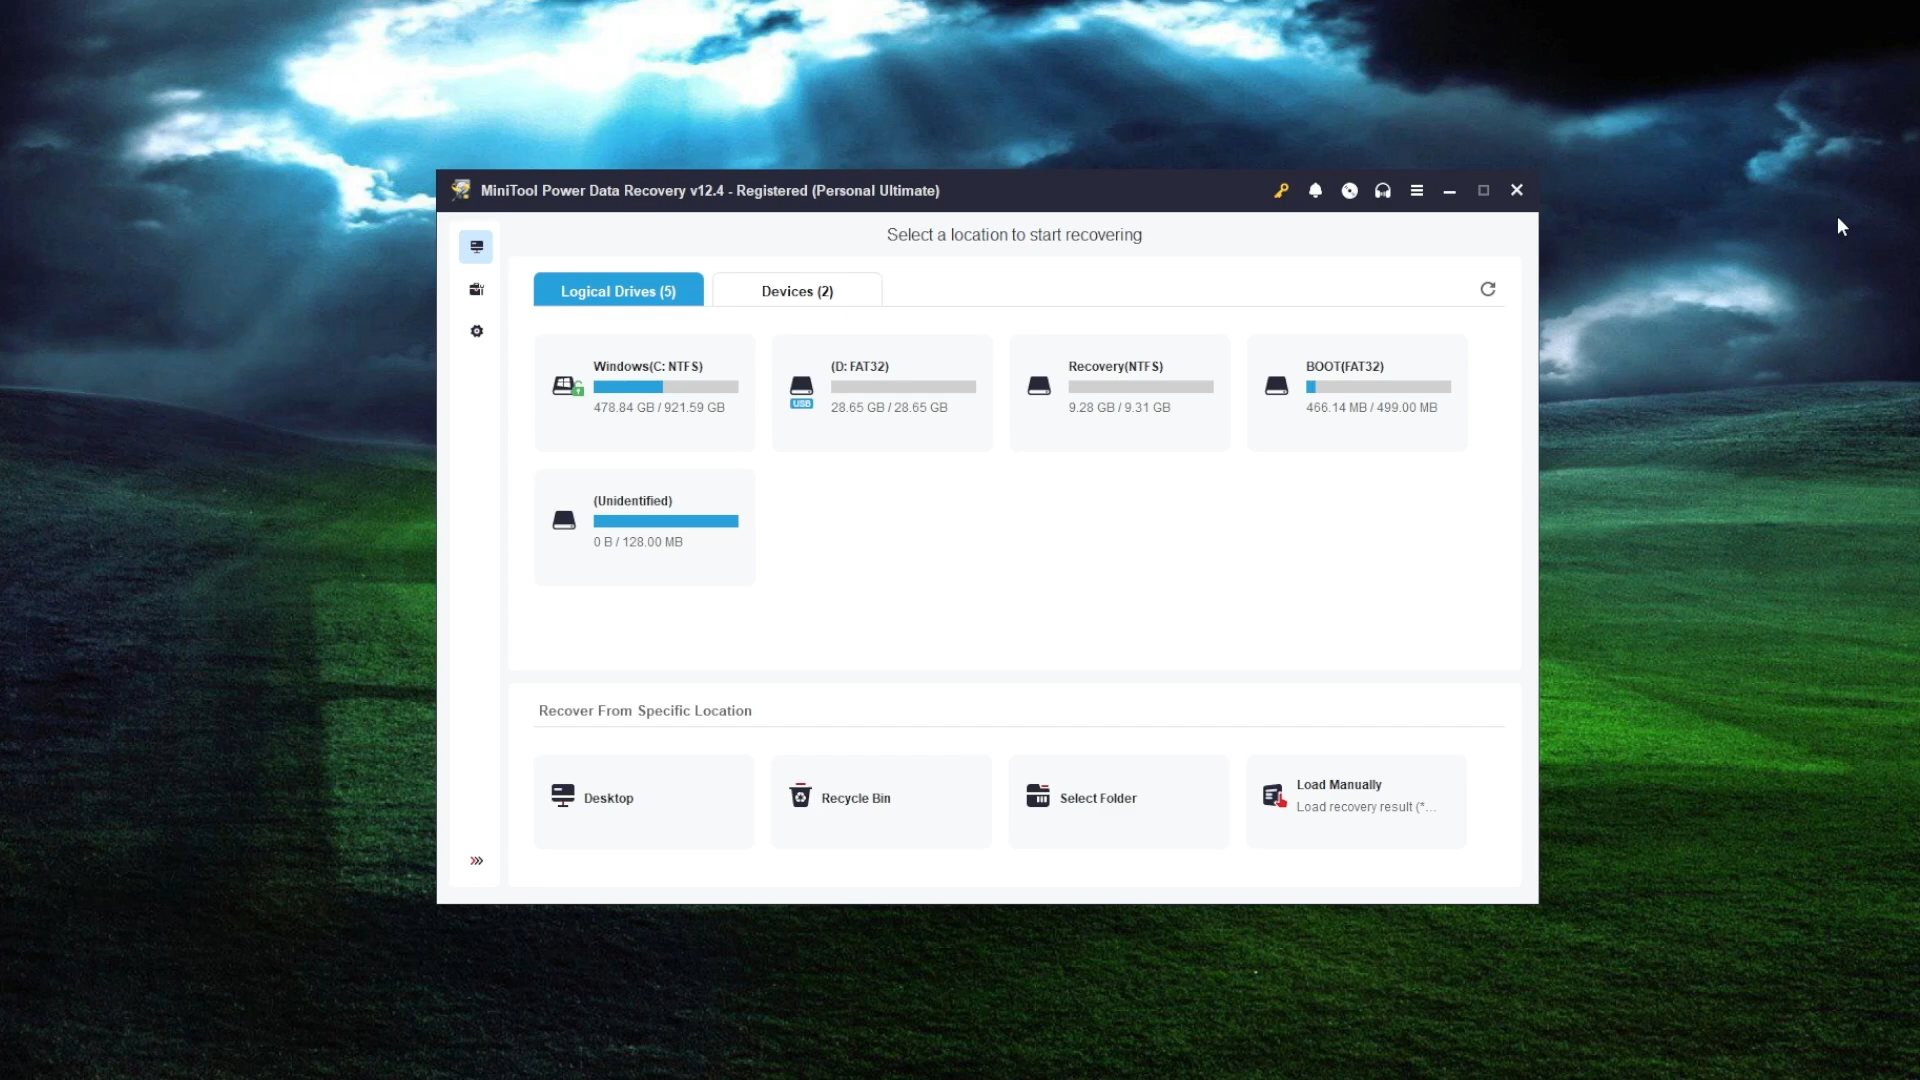 MiniTool Power Data Recovery v12.4 - Registered (Personal Ultimate)
Select a location to start recovering
Logical Drives (5)
Devices (2)
Windows(C: NTFS)
478.84 GB / 921.59 GB
(D: FAT32)
USB
28.65 GB / 28.65 GB
Recovery(NTFS)
9.28 GB / 9.31 GB
BOOT(FAT32)
466.14 MB / 499.00 MB
(Unidentified)
0 B / 128.00 MB
Recover From Specific Location
Desktop
Recycle Bin
Select Folder
Load Manually
Load recovery result (*...